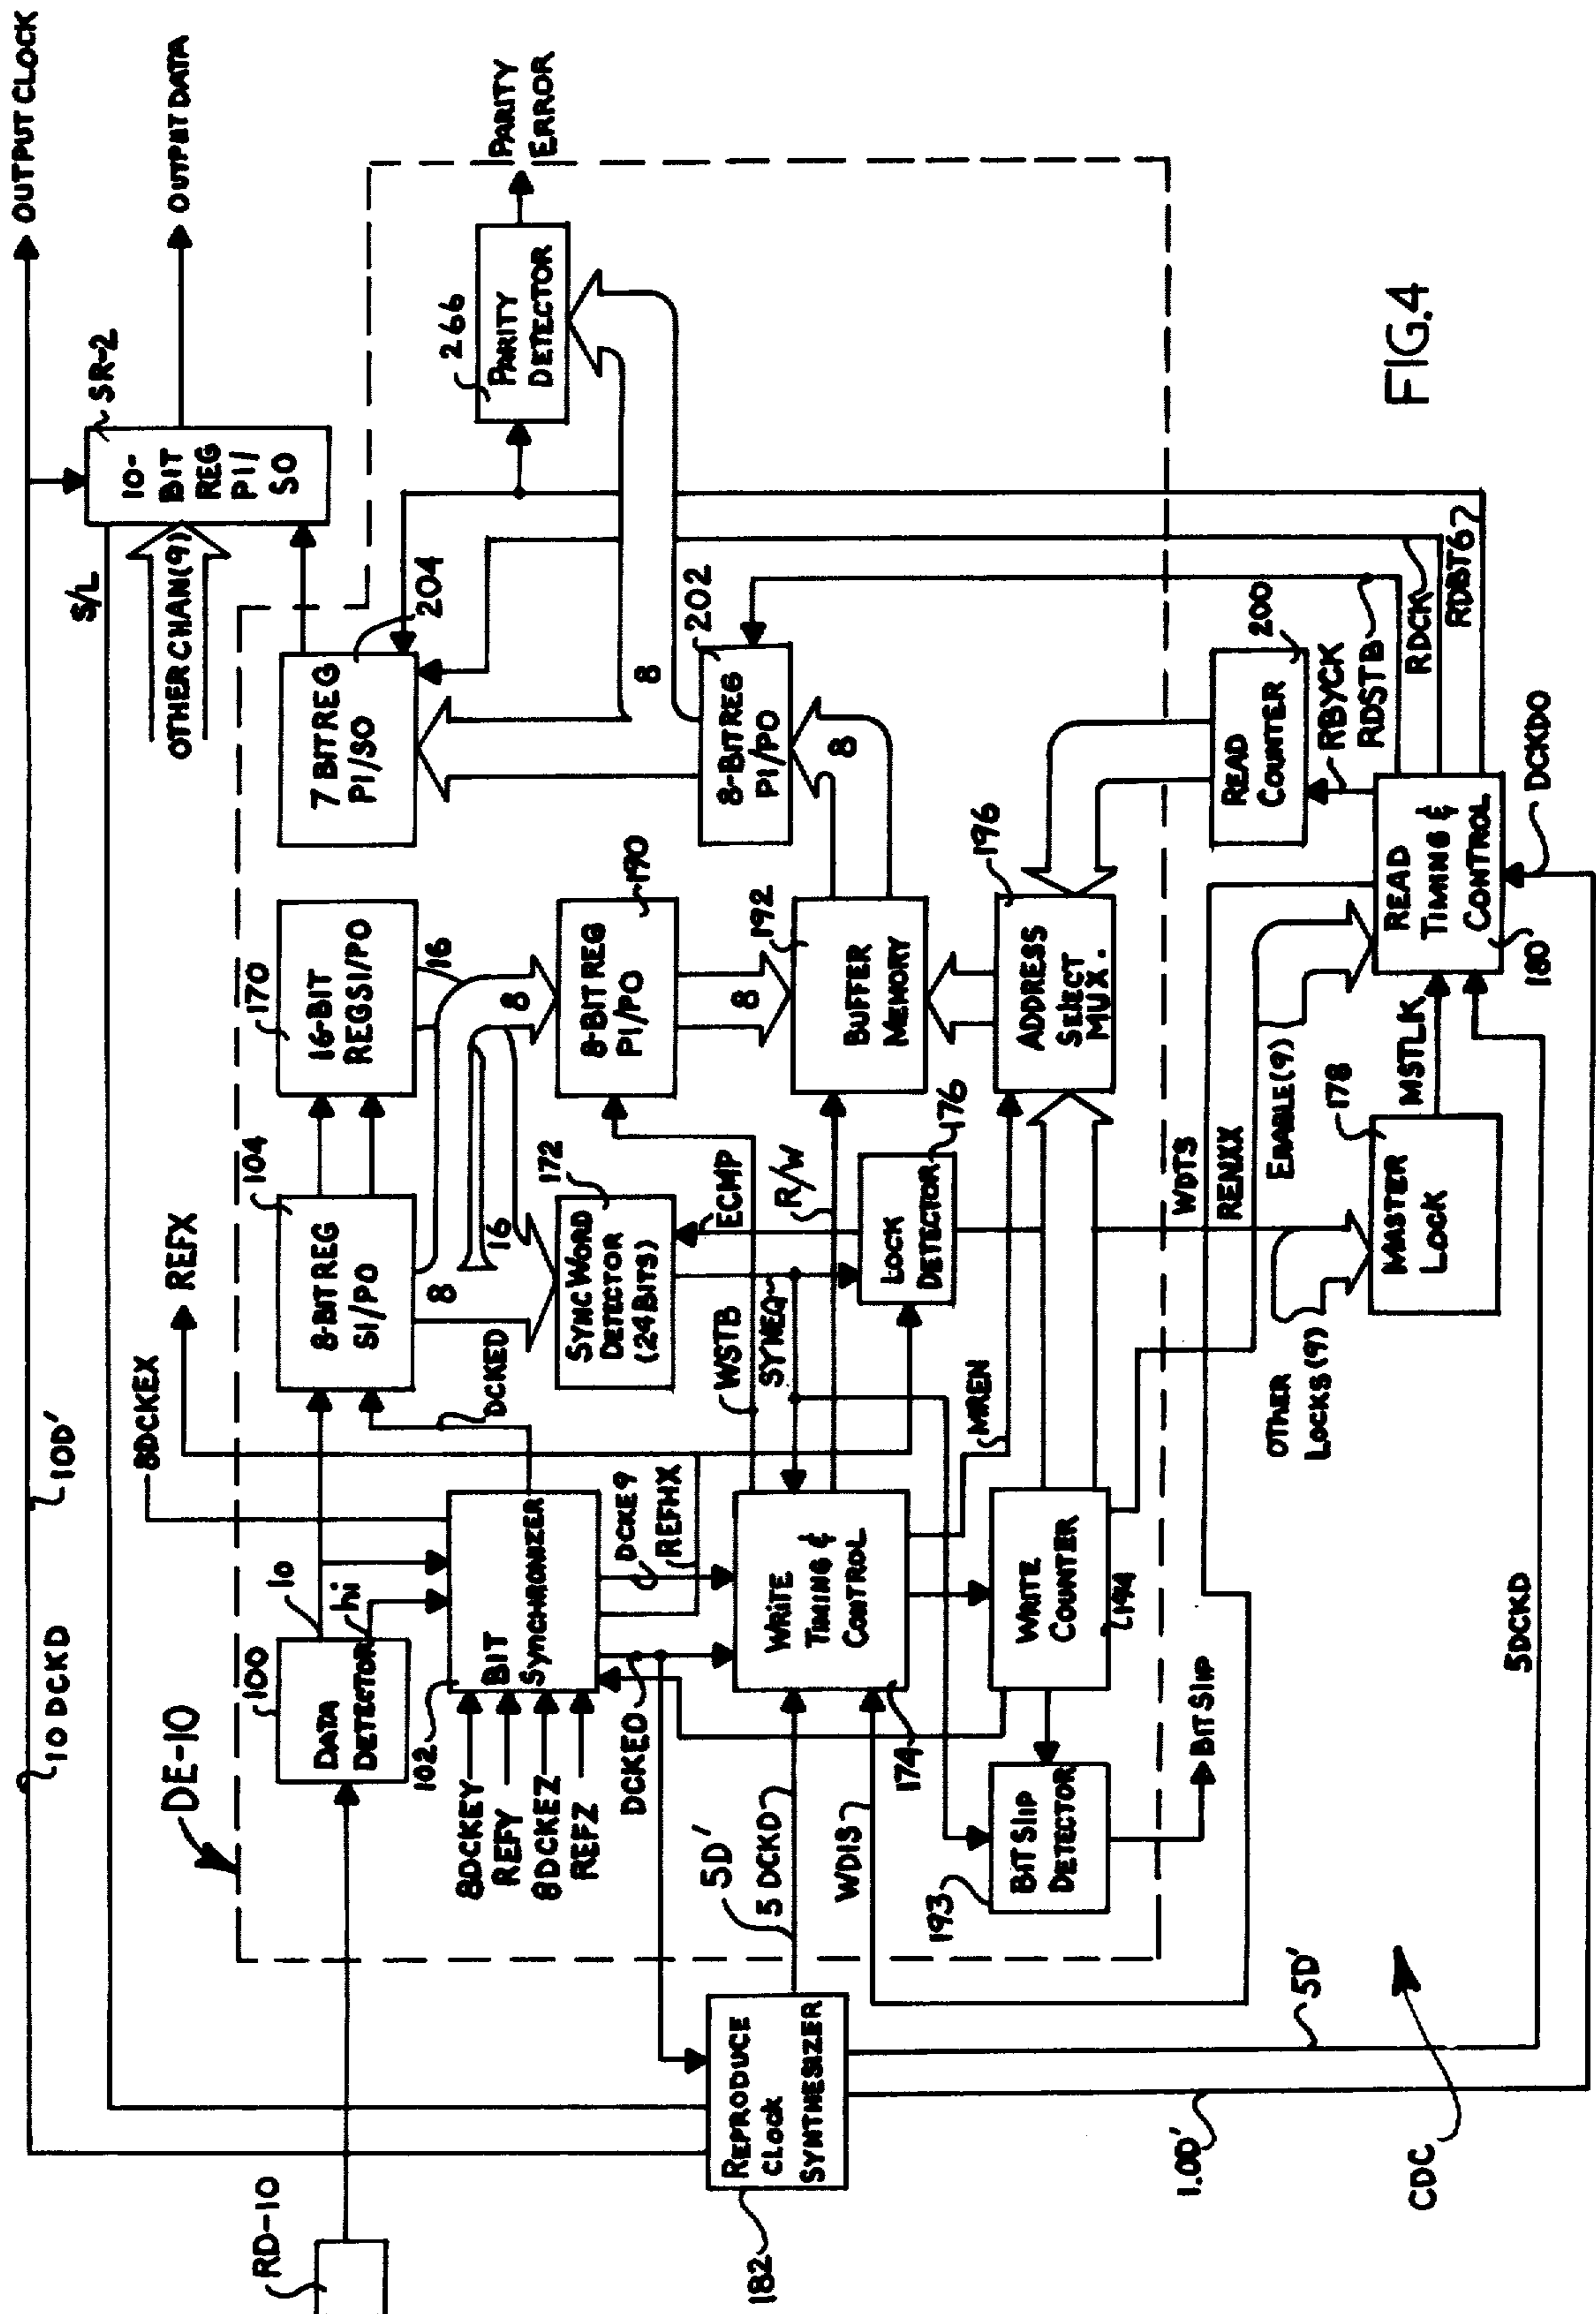 10 DCKD
10D'
OUTPUT CLOCK
S/L
SR-2
10-
BIT
REG
PI/
SO
OUTPUT DATA
OTHER CHAN(9)
RD-10
DE-10
8DCKEX
REFX
100
DATA
DETECTOR
10
hi
104
8-BIT REG
SI/PO
170
16-BIT
REG SI/PO
7 BIT REG
PI/SO
204
102
BIT
SYNCHRONIZER
8DCKEY
REFY
8DCKEZ
REFZ
DCKED
DCKED
DCKE9
REFHX
8
16
16
8
172
SYNC WORD
DETECTOR
(24 BITS)
190
8-BIT REG
PI/PO
8
202
8-BIT REG
PI/PO
8
8
266
PARITY
DETECTOR
PARITY
ERROR
182
REPRODUCE
CLOCK
SYNTHESIZER
5D'
5 DCKD
WDIS
174
WRITE
TIMING &
CONTROL
WSTB
SYNEQ
ECMP
R/W
176
LOCK
DETECTOR
192
BUFFER
MEMORY
MREN
196
ADDRESS
SELECT
MUX.
193
BIT SLIP
DETECTOR
194
WRITE
COUNTER
BIT SLIP
WDTS
RENXX
ENABLE(9)
OTHER
LOCKS(9)
178
MASTER
LOCK
MSTLK
180
READ
TIMING &
CONTROL
200
READ
COUNTER
RBYCK
RDSTB
RDCK
RDBT6
DCKDO
5DCKD
5D'
1.0D'
CDC
FIG.4